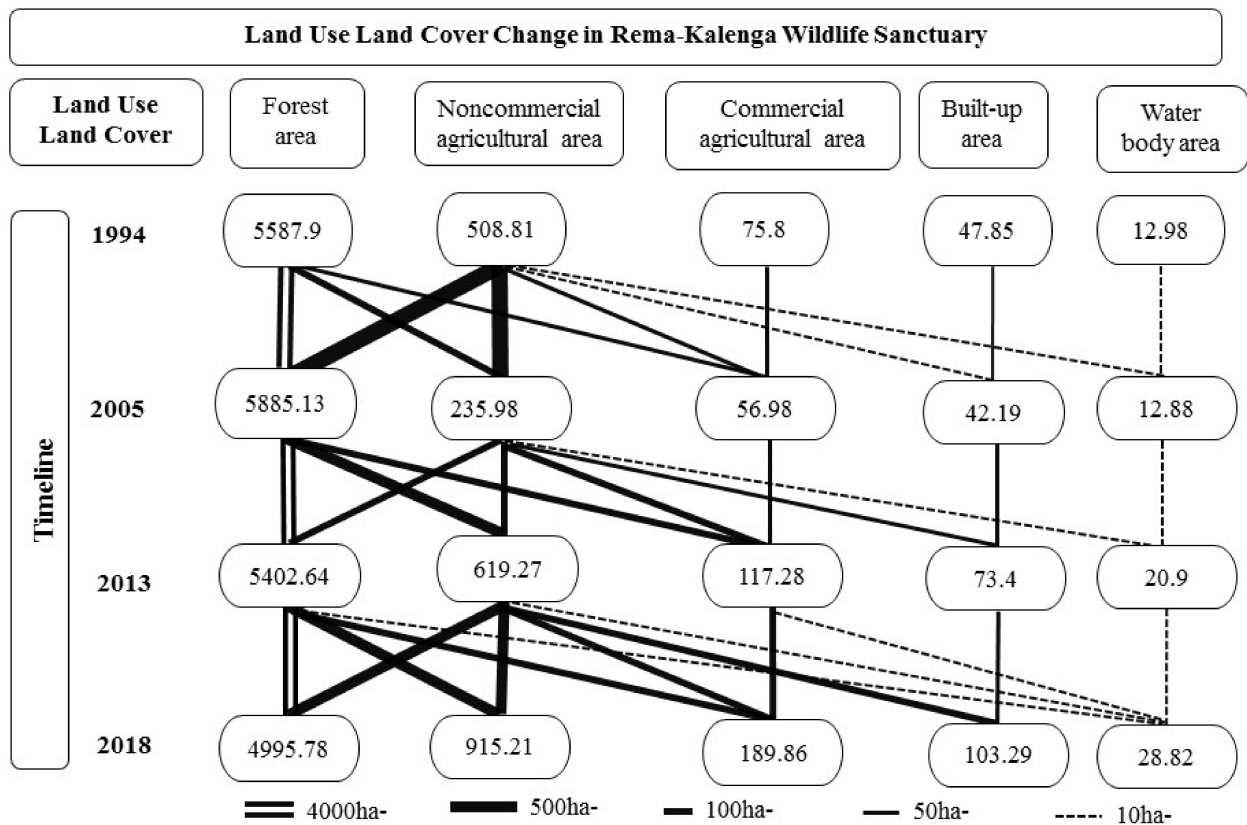 Land Use Land Cover Change in Rema-Kalenga Wildlife Sanctuary
Land Use
Land Cover
Forest
area
Noncommercial
agricultural area
Commercial
agricultural area
Built-up
area
Water
body area
Timeline
1994
5587.9
508.81
75.8
47.85
12.98
2005
5885.13
235.98
56.98
42.19
12.88
2013
5402.64
619.27
117.28
73.4
20.9
2018
4995.78
915.21
189.86
103.29
28.82
4000ha-
500ha-
100ha-
50ha-
10ha-